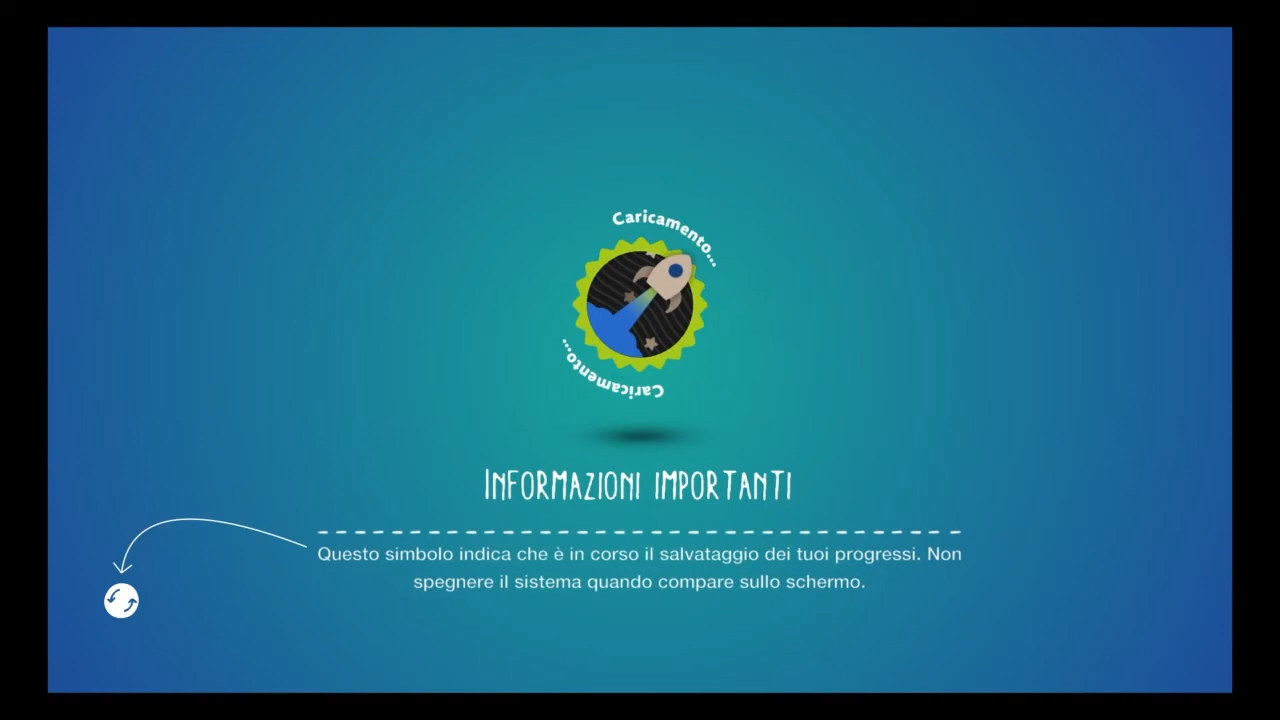 Caricamento...
Caricamento...
Informazioni importanti
Questo simbolo indica che è in corso il salvataggio dei tuoi progressi. Non
spegnere il sistema quando compare sullo schermo.